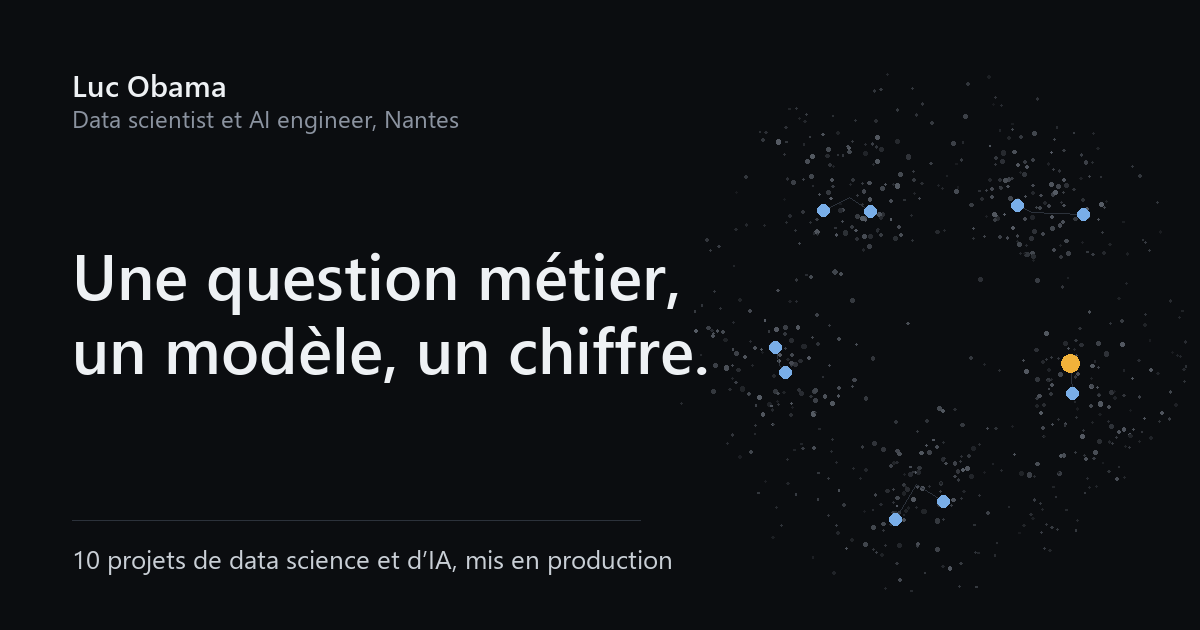 Luc Obama
Data scientist et AI engineer, Nantes
Une question métier,
un modèle, un chiffre.
10 projets de data science et d’IA, mis en production